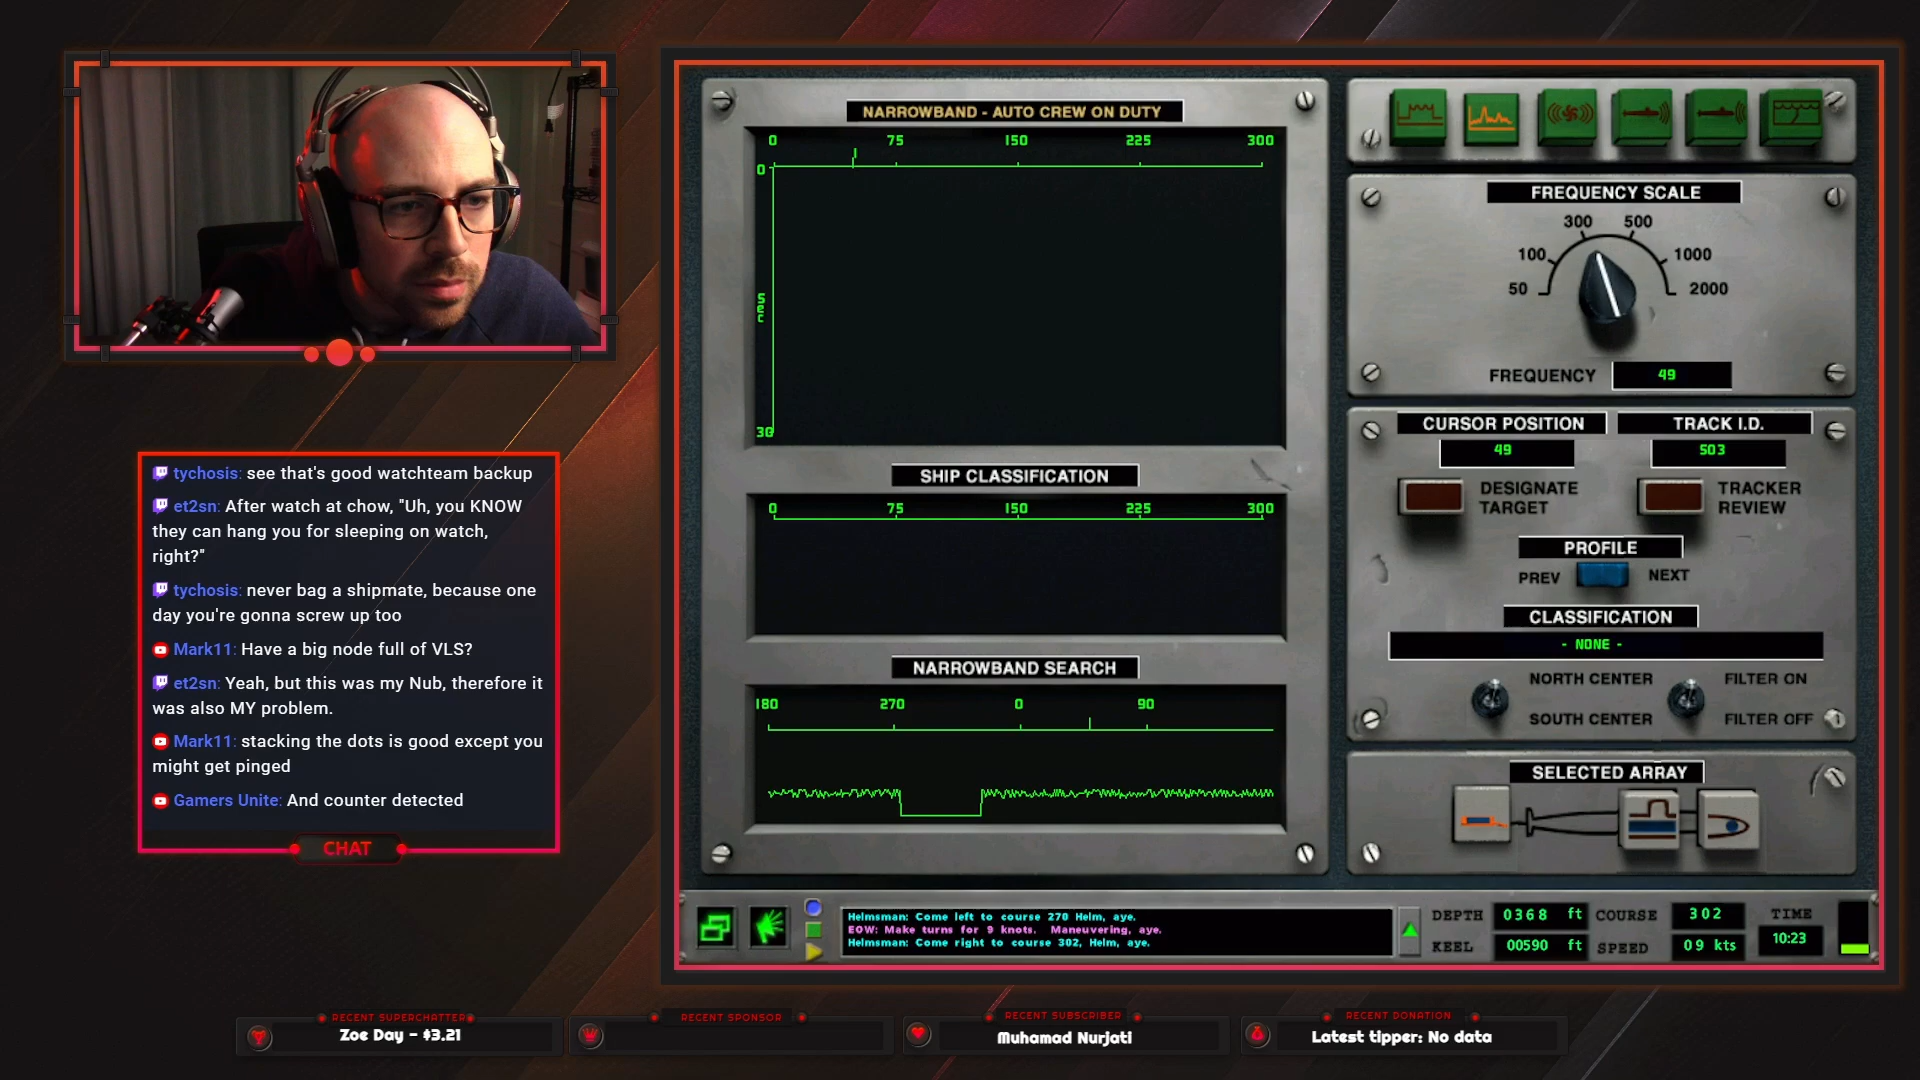 NARROWBAND - AUTO CREW ON DUTY
0 75 150 225 300
0
Sec
30
SHIP CLASSIFICATION
0 75 150 225 300
NARROWBAND SEARCH
180 270 0 90
FREQUENCY SCALE
300 500
100 1000
50 2000
FREQUENCY 49
CURSOR POSITION TRACK I.D.
49 503
DESIGNATE TARGET TRACKER REVIEW
PROFILE
PREV NEXT
CLASSIFICATION
- NONE -
NORTH CENTER FILTER ON
SOUTH CENTER FILTER OFF
SELECTED ARRAY
tychosis: see that's good watchteam backup
et2sn: After watch at chow, "Uh, you KNOW
they can hang you for sleeping on watch,
right?"
tychosis: never bag a shipmate, because one
day you're gonna screw up too
Mark11: Have a big node full of VLS?
et2sn: Yeah, but this was my Nub, therefore it
was also MY problem.
Mark11: stacking the dots is good except you
might get pinged
Gamers Unite: And counter detected
CHAT
Helmsman: Come left to course 270 Helm, aye.
EOW: Make turns for 9 knots. Maneuvering, aye.
Helmsman: Come right to course 302, Helm, aye.
DEPTH 0368 ft COURSE 302 TIME
KEEL 00590 ft SPEED 09 kts 10:23
RECENT SUPERCHATTER
Zoe Day - $3.21
RECENT SPONSOR
RECENT SUBSCRIBER
Muhamad Nurjati
RECENT DONATION
Latest tipper: No data